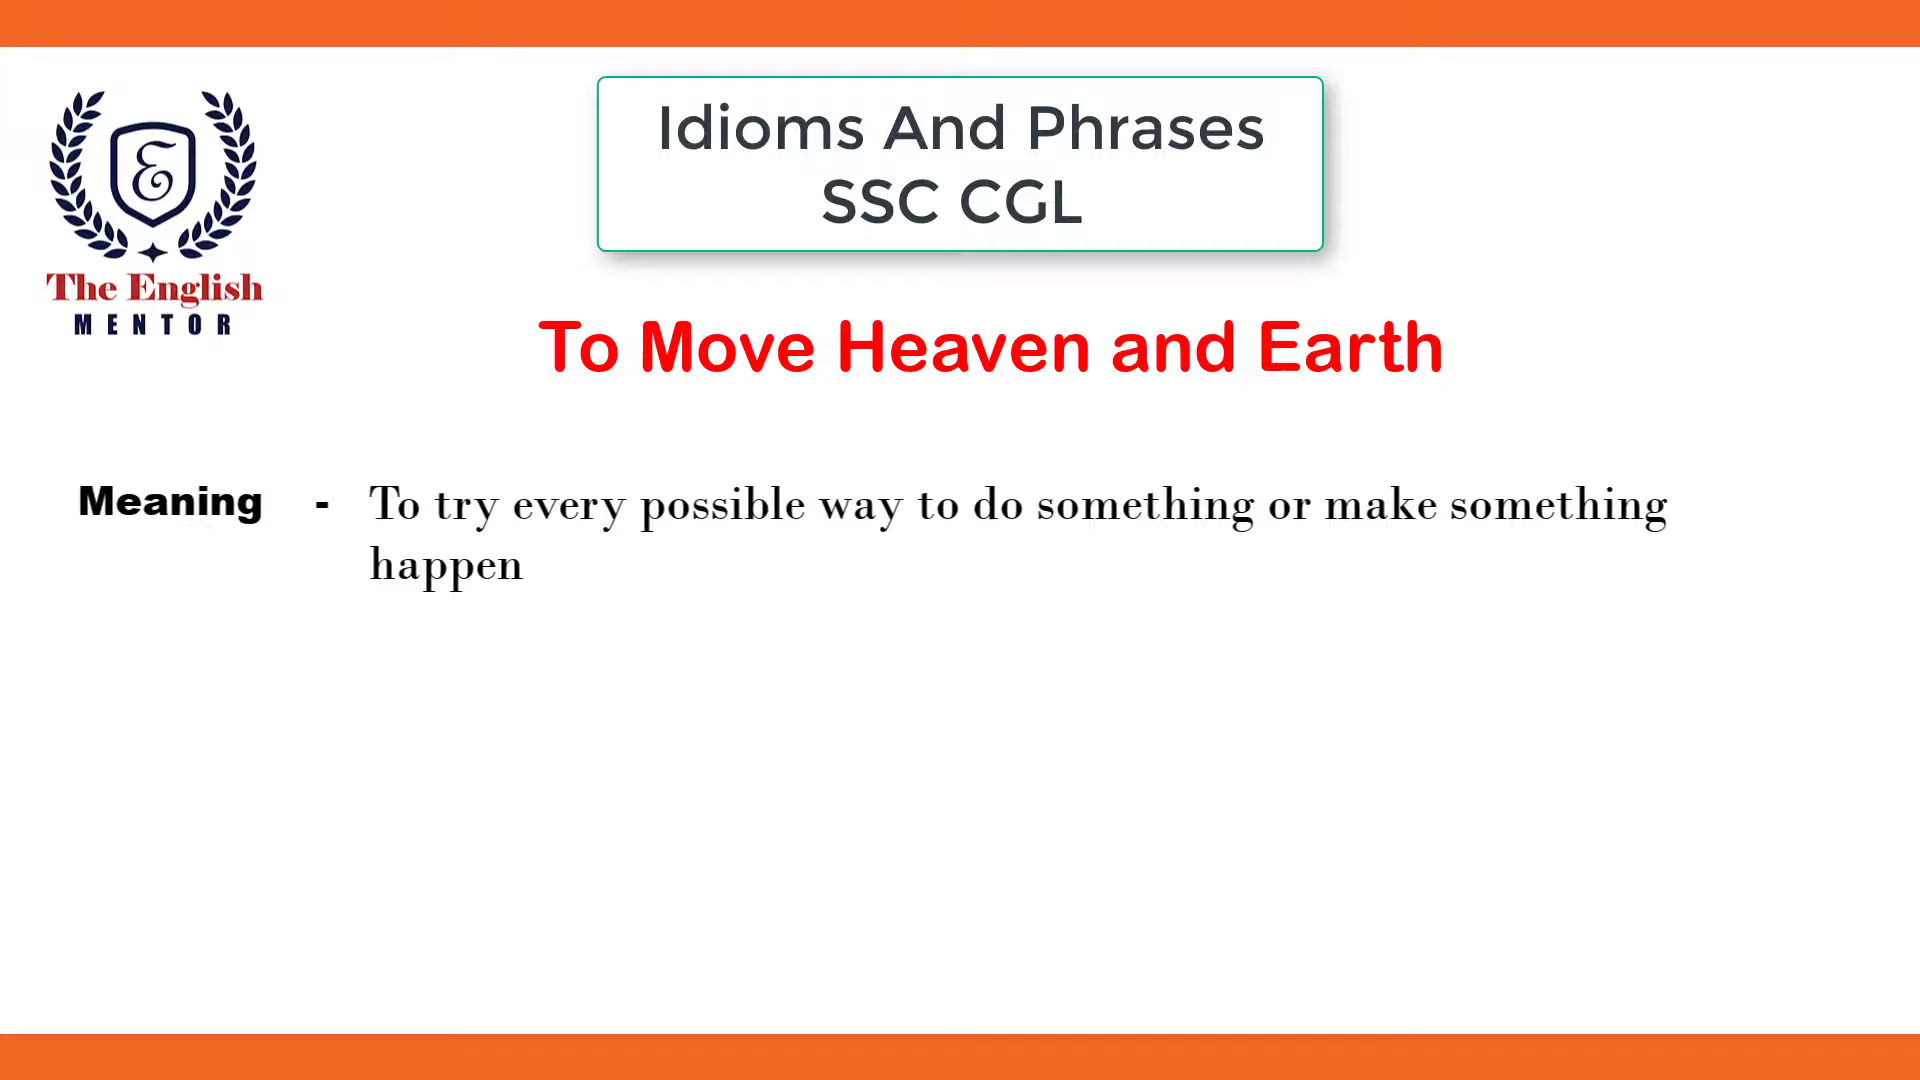 Idioms And Phrases
SSC CGL
E
The English
MENTOR
To Move Heaven and Earth
Meaning - To try every possible way to do something or make something
happen